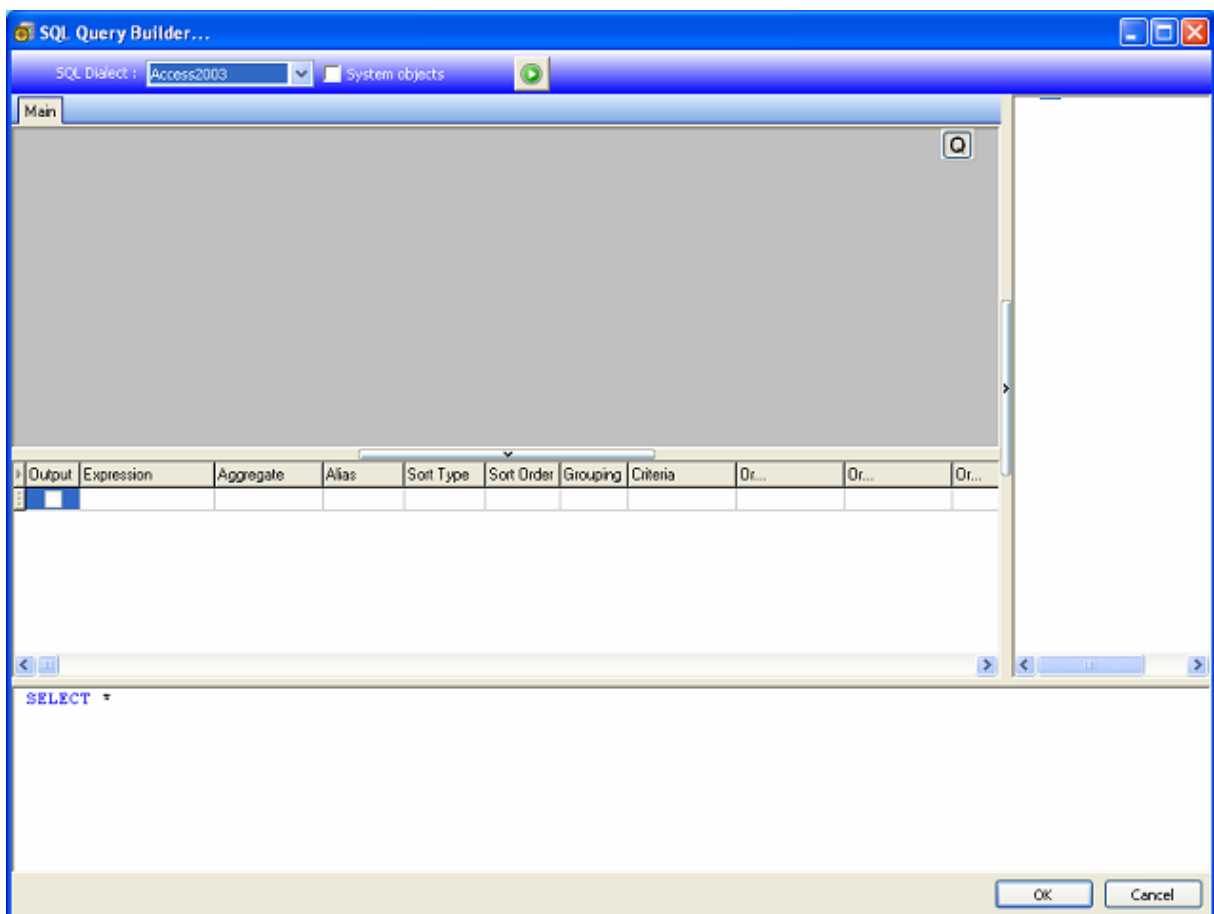 SQL Query Builder...
SQL Dialect : Access2003 System objects
Main
Q
Output Expression Aggregate Alias Sort Type Sort Order Grouping Criteria Or... Or... Or...
SELECT *
OK Cancel